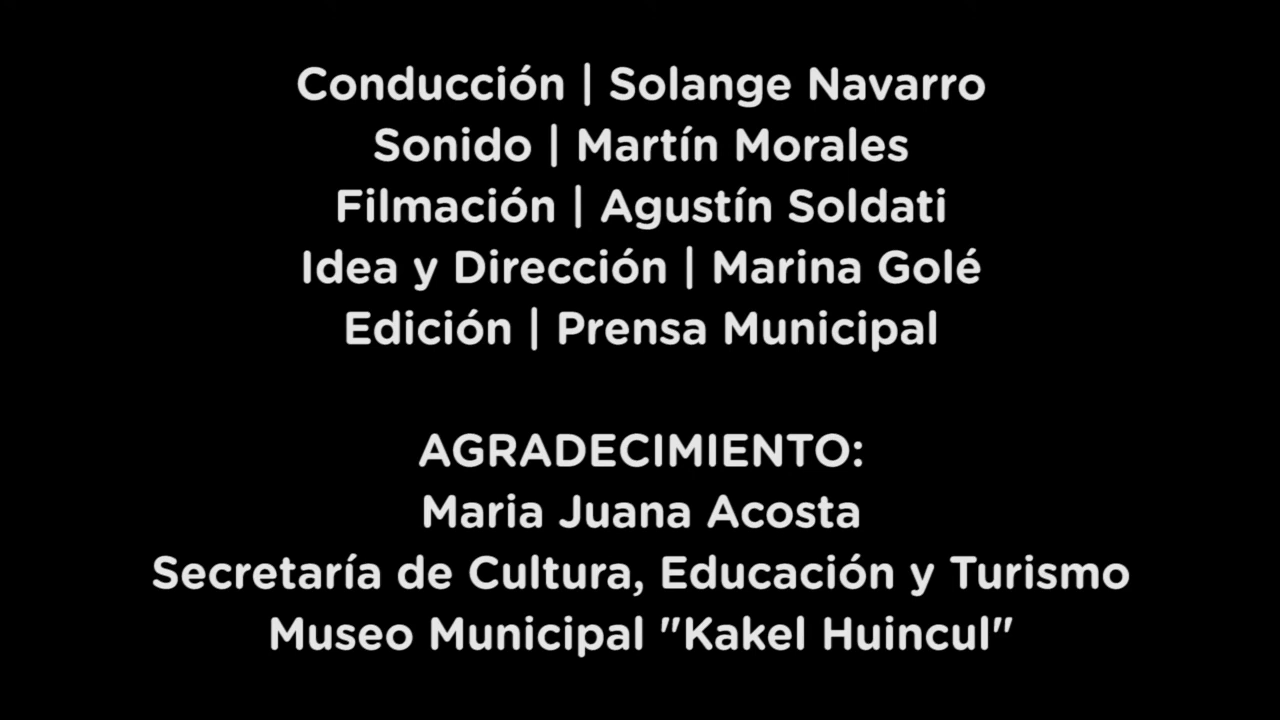 Conducción | Solange Navarro
Sonido | Martín Morales
Filmación | Agustín Soldati
Idea y Dirección | Marina Golé
Edición | Prensa Municipal
AGRADECIMIENTO:
Maria Juana Acosta
Secretaría de Cultura, Educación y Turismo
Museo Municipal "Kakel Huincul"